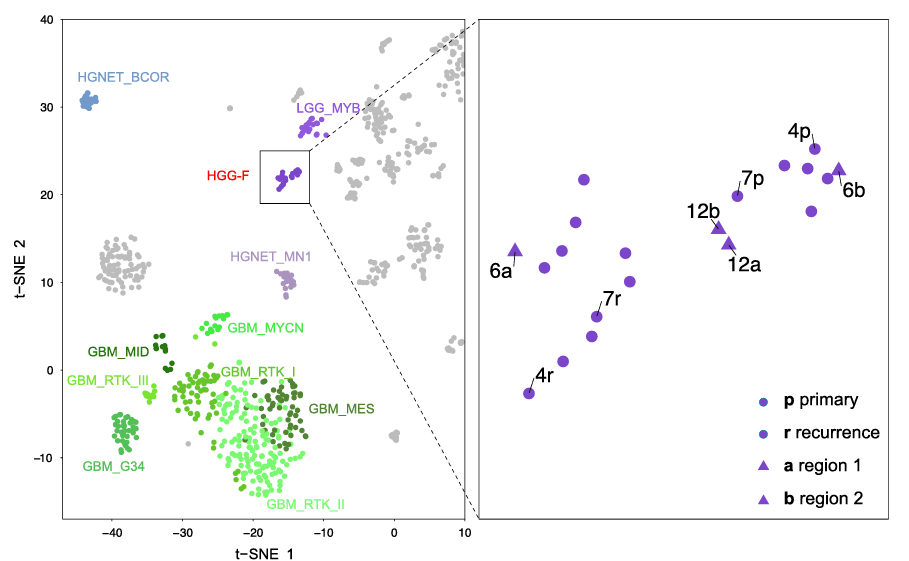 40
30
20
10
0
−10
t−SNE 2
−40
−30
−20
−10
0
10
t−SNE 1
HGNET_BCOR
LGG_MYB
HGG-F
HGNET_MN1
GBM_MYCN
GBM_MID
GBM_RTK_I
GBM_RTK_III
GBM_MES
GBM_G34
GBM_RTK_II
4p
7p
6b
12b
12a
6a
7r
4r
p primary
r recurrence
a region 1
b region 2